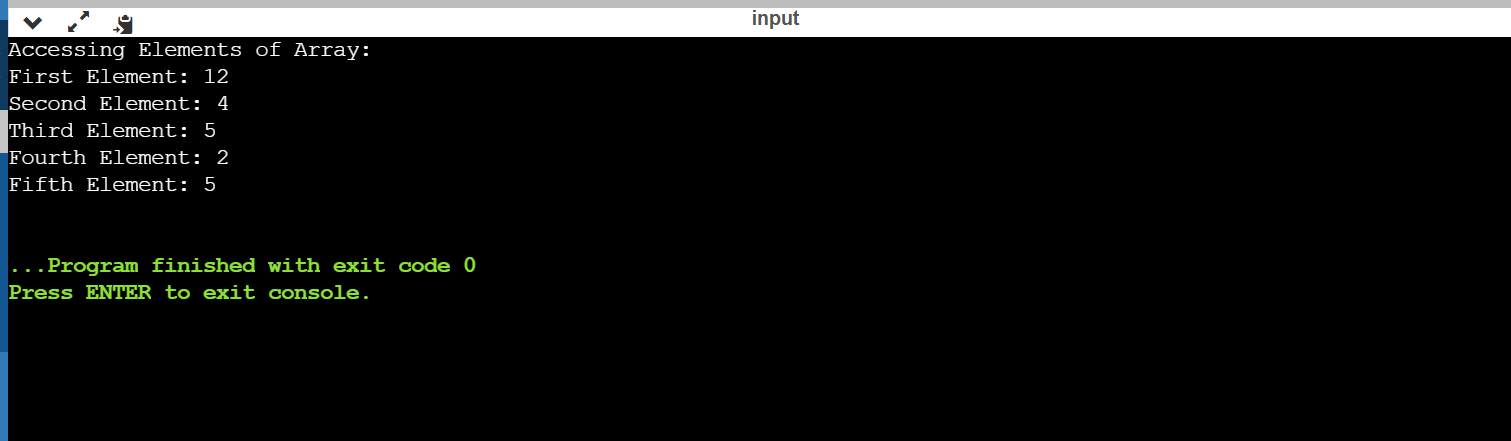 input
Accessing Elements of Array:
First Element: 12
Second Element: 4
Third Element: 5
Fourth Element: 2
Fifth Element: 5
...Program finished with exit code 0
Press ENTER to exit console.